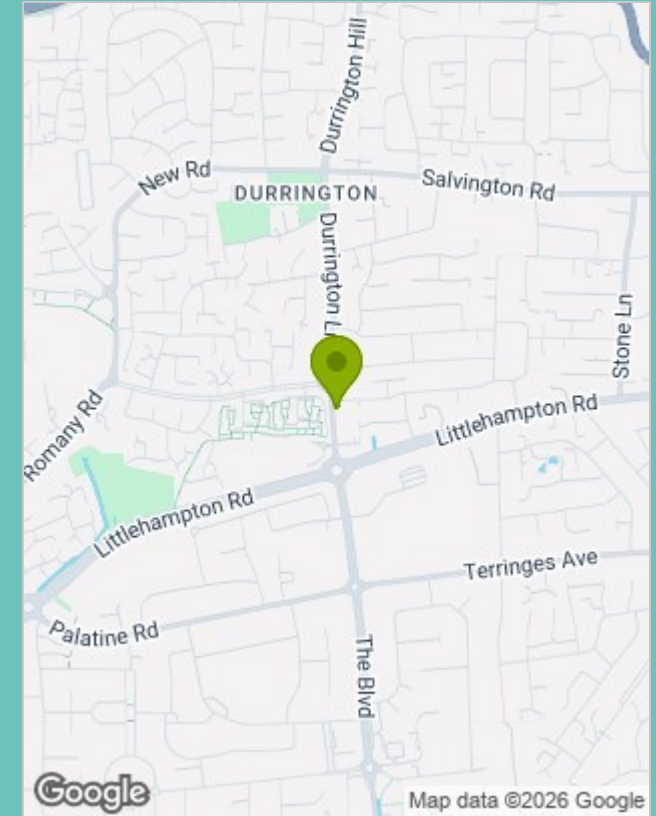 Durrington Hill
New Rd
DURRINGTON
Salvington Rd
Durrington L
Stone Ln
Romany Rd
Littlehampton Rd
Littlehampton Rd
Terringes Ave
Palatine Rd
The Blvd
Google
Map data ©2026 Google